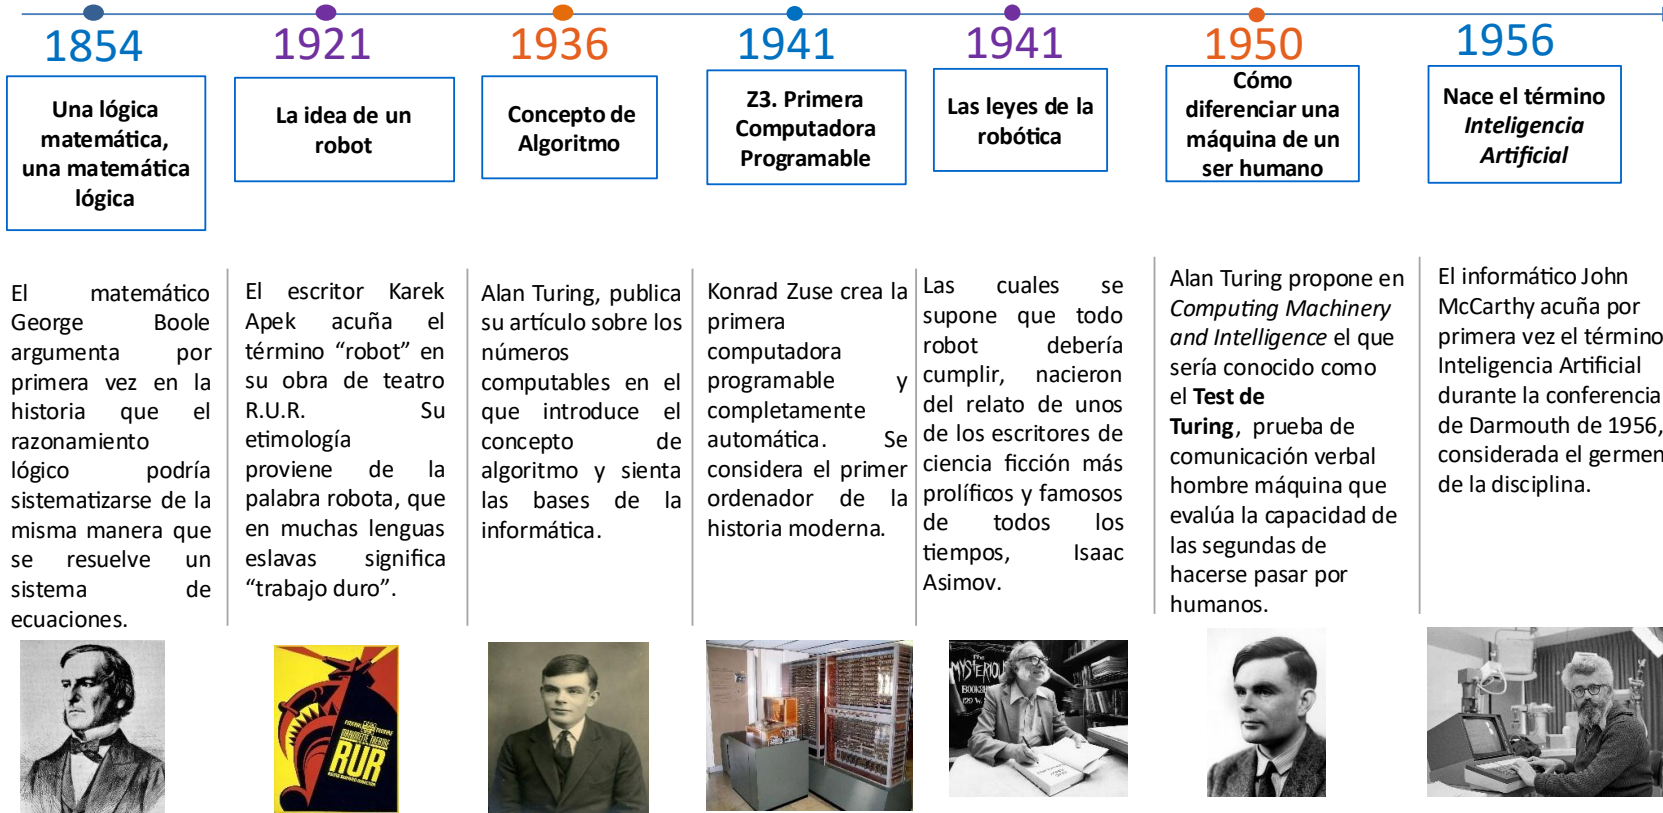 1854
1921
1936
1941
1941
1950
1956
Una lógica
matemática,
una matemática
lógica
La idea de un
robot
Concepto de
Algoritmo
Z3. Primera
Computadora
Programable
Las leyes de la
robótica
Cómo
diferenciar una
máquina de un
ser humano
Nace el término
Inteligencia
Artificial
El matemático
George Boole
argumenta por
primera vez en la
historia que el
razonamiento
lógico podría
sistematizarse de la
misma manera que
se resuelve un
sistema de
ecuaciones.
El escritor Karek
Apek acuña el
término “robot” en
su obra de teatro
R.U.R. Su
etimología
proviene de la
palabra robota, que
en muchas lenguas
eslavas significa
“trabajo duro”.
Alan Turing, publica
su artículo sobre los
números
computables en el
que introduce el
concepto de
algoritmo y sienta
las bases de la
informática.
Konrad Zuse crea la
primera
computadora
programable y
completamente
automática. Se
considera el primer
ordenador de la
historia moderna.
Las cuales se
supone que todo
robot debería
cumplir, nacieron
del relato de unos
de los escritores de
ciencia ficción más
prolíficos y famosos
de todos los
tiempos, Isaac
Asimov.
Alan Turing propone en
Computing Machinery
and Intelligence el que
sería conocido como
el Test de
Turing, prueba de
comunicación verbal
hombre máquina que
evalúa la capacidad de
las segundas de
hacerse pasar por
humanos.
El informático John
McCarthy acuña por
primera vez el término
Inteligencia Artificial
durante la conferencia
de Darmouth de 1956,
considerada el germen
de la disciplina.
RUR
THE
MYSTERIOUS